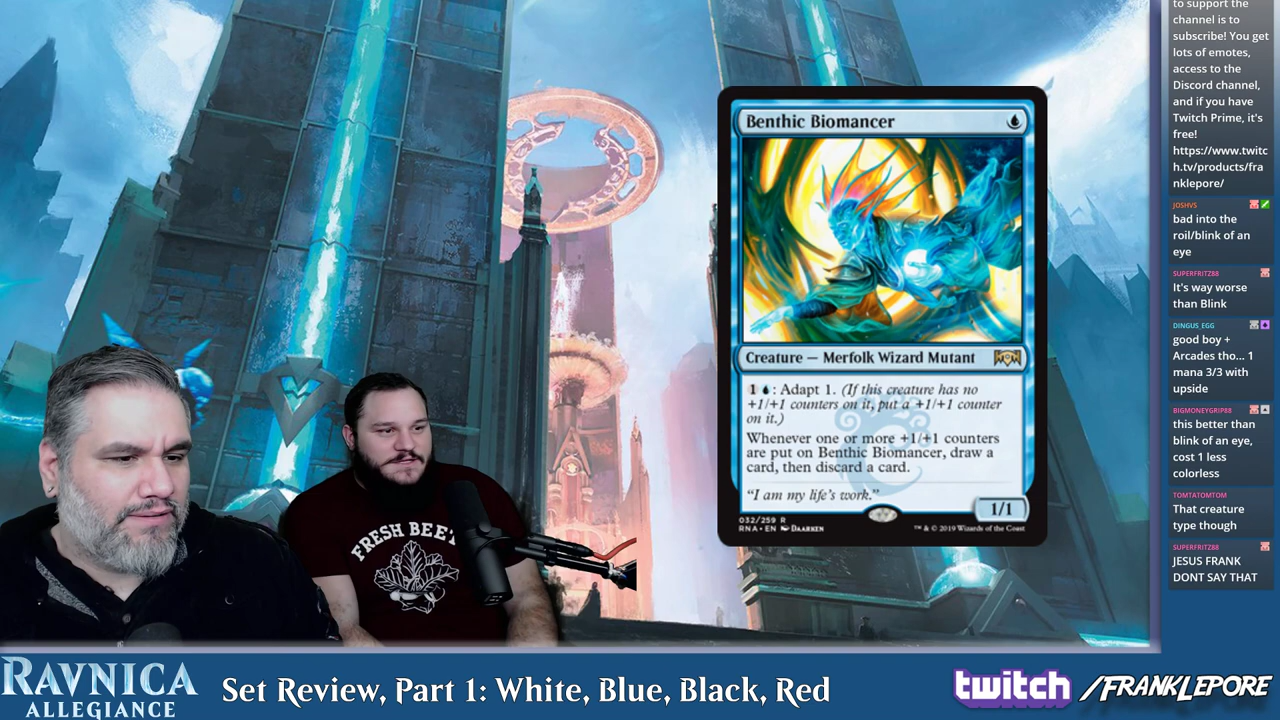 Benthic Biomancer
Creature — Merfolk Wizard Mutant
1 : Adapt 1. (If this creature has no
+1/+1 counters on it, put a +1/+1 counter
on it.)
Whenever one or more +1/+1 counters
are put on Benthic Biomancer, draw a
card, then discard a card.
"I am my life's work."
1/1
032/259 R
RNA • EN DAARKEN
™ & © 2019 Wizards of the Coast
FRESH BEET
to support the
channel is to
subscribe! You get
lots of emotes,
access to the
Discord channel,
and if you have
Twitch Prime, it's
free!
https://www.twitc
h.tv/products/fra
nklepore/
JOSHVS
bad into the
roil/blink of an
eye
SUPERFRITZ88
It's way worse
than Blink
DINGUS_EGG
good boy +
Arcades tho... 1
mana 3/3 with
upside
BIGMONEYGRIP88
this better than
blink of an eye,
cost 1 less
colorless
TOMTATOMTOM
That creature
type though
SUPERFRITZ88
JESUS FRANK
DONT SAY THAT
RAVNICA
ALLEGIANCE
Set Review, Part 1: White, Blue, Black, Red
twitch /FRANKLEPORE